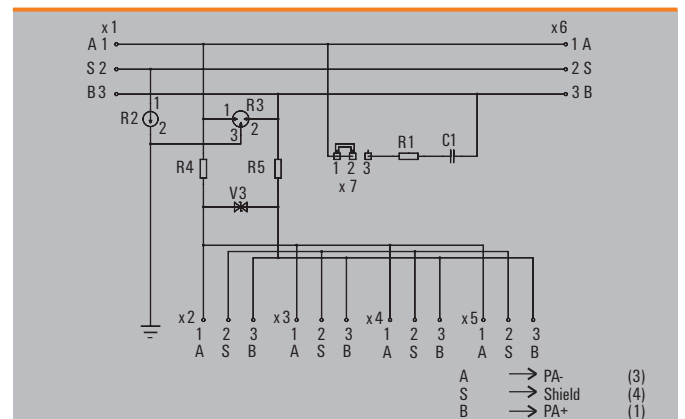 x1 x6
A 1 1 A
S 2 2 S
B 3 3 B
1 R3
R2 1 2
2 3
R4 R5 R1 C1
1 2 3
x 7
V3
x2 x3 x4 x5
1 2 3 1 2 3 1 2 3 1 2 3
A S B A S B A S B A S B
A PA- (3)
S Shield (4)
B PA+ (1)